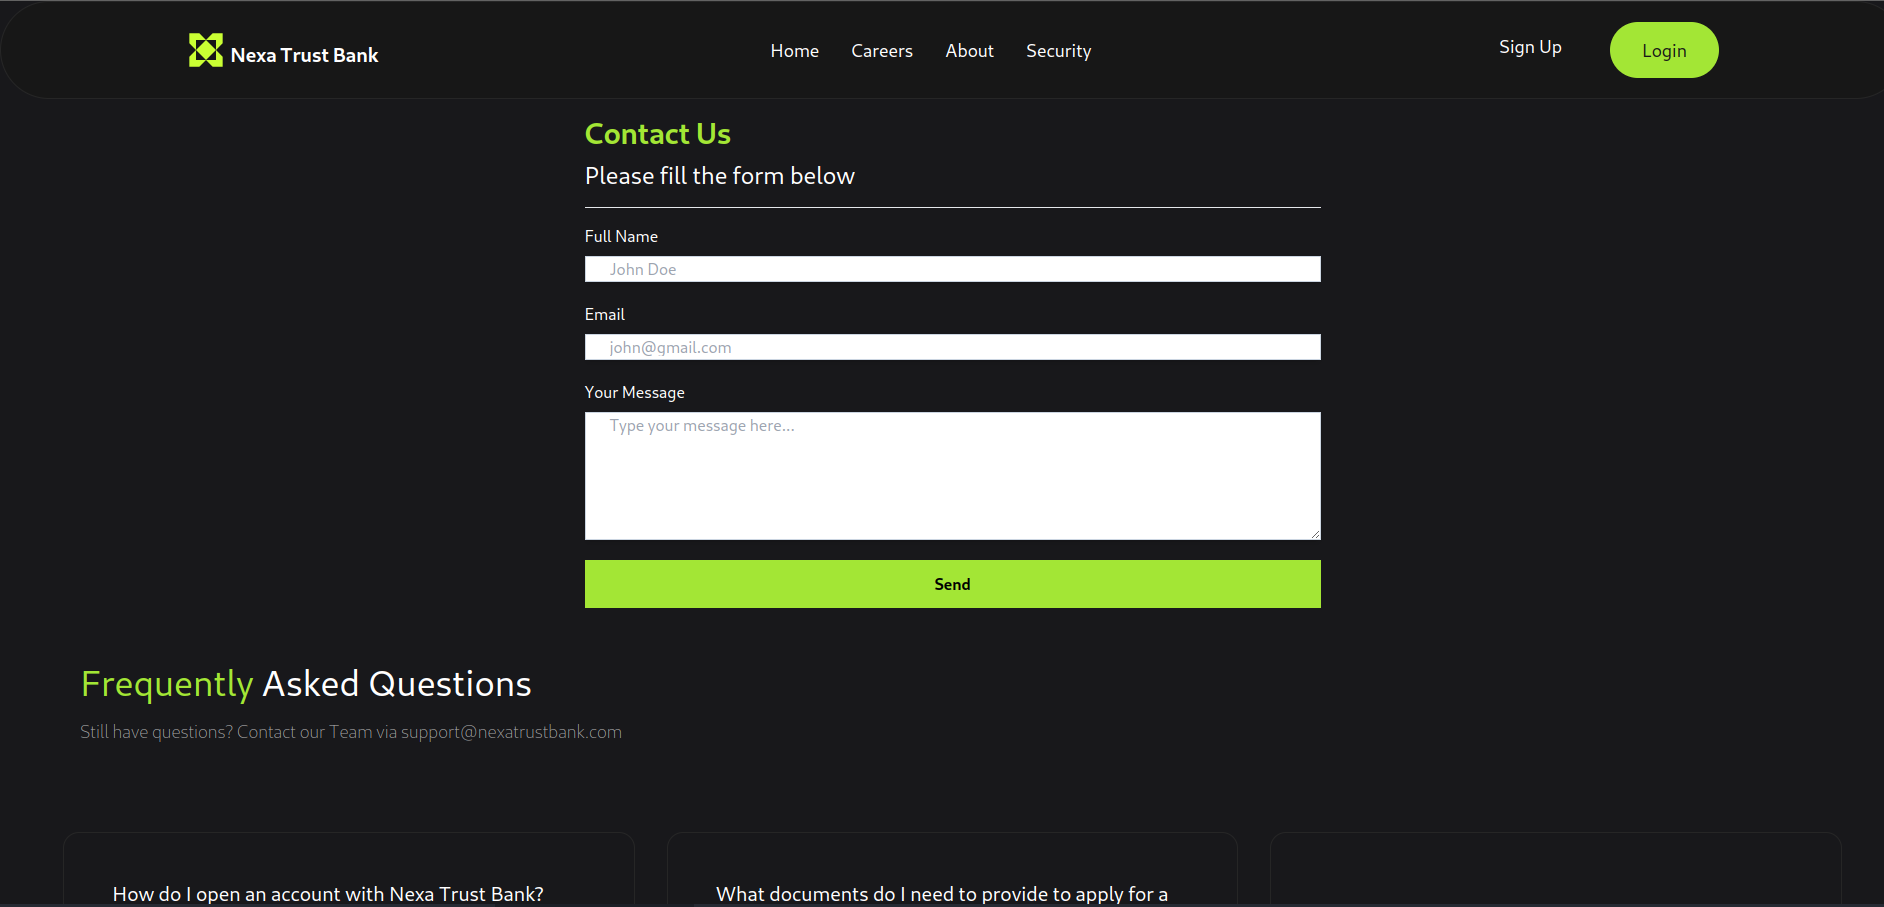 Nexa Trust Bank
Home Careers About Security
Sign Up
Login
Contact Us
Please fill the form below
Full Name
John Doe
Email
john@gmail.com
Your Message
Type your message here...
Send
Frequently Asked Questions
Still have questions? Contact our Team via support@nexatrustbank.com
How do I open an account with Nexa Trust Bank?
What documents do I need to provide to apply for a